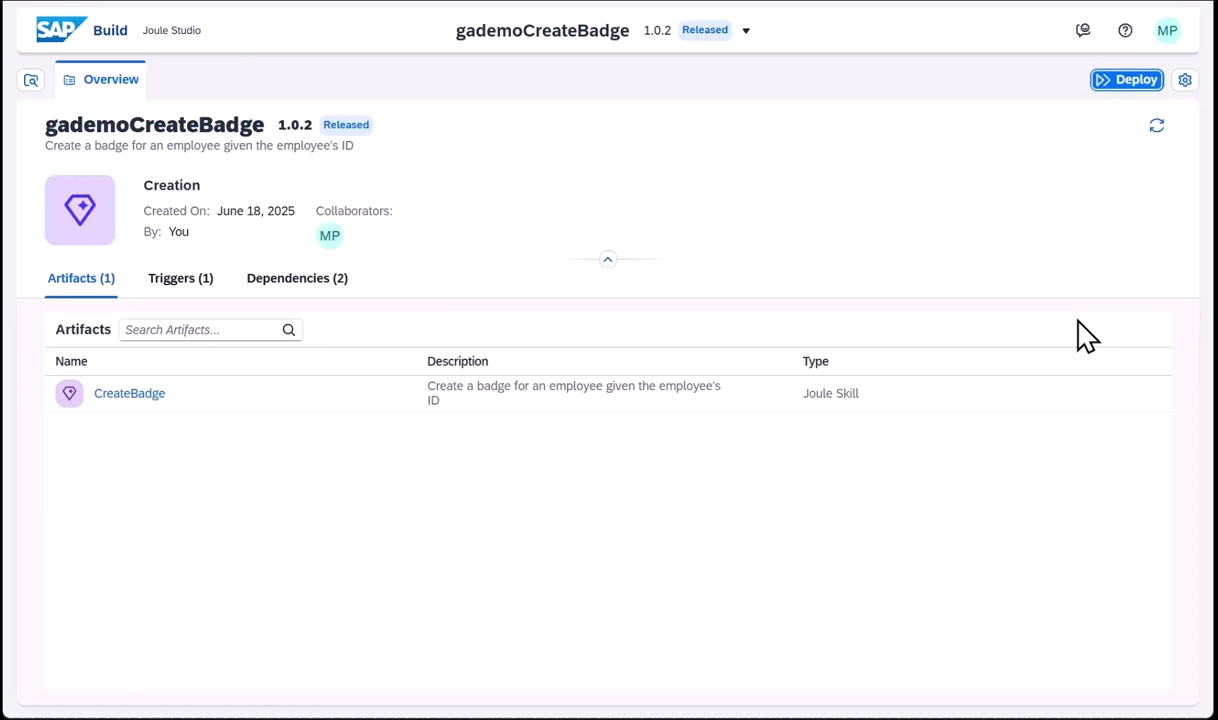 SAP Build Joule Studio gademoCreateBadge 1.0.2 Released MP
Overview Deploy
gademoCreateBadge 1.0.2 Released
Create a badge for an employee given the employee's ID
Creation
Created On: June 18, 2025 Collaborators:
By: You
MP
Artifacts (1) Triggers (1) Dependencies (2)
Artifacts Search Artifacts...
Name Description Type
CreateBadge Create a badge for an employee given the employee's Joule Skill
ID